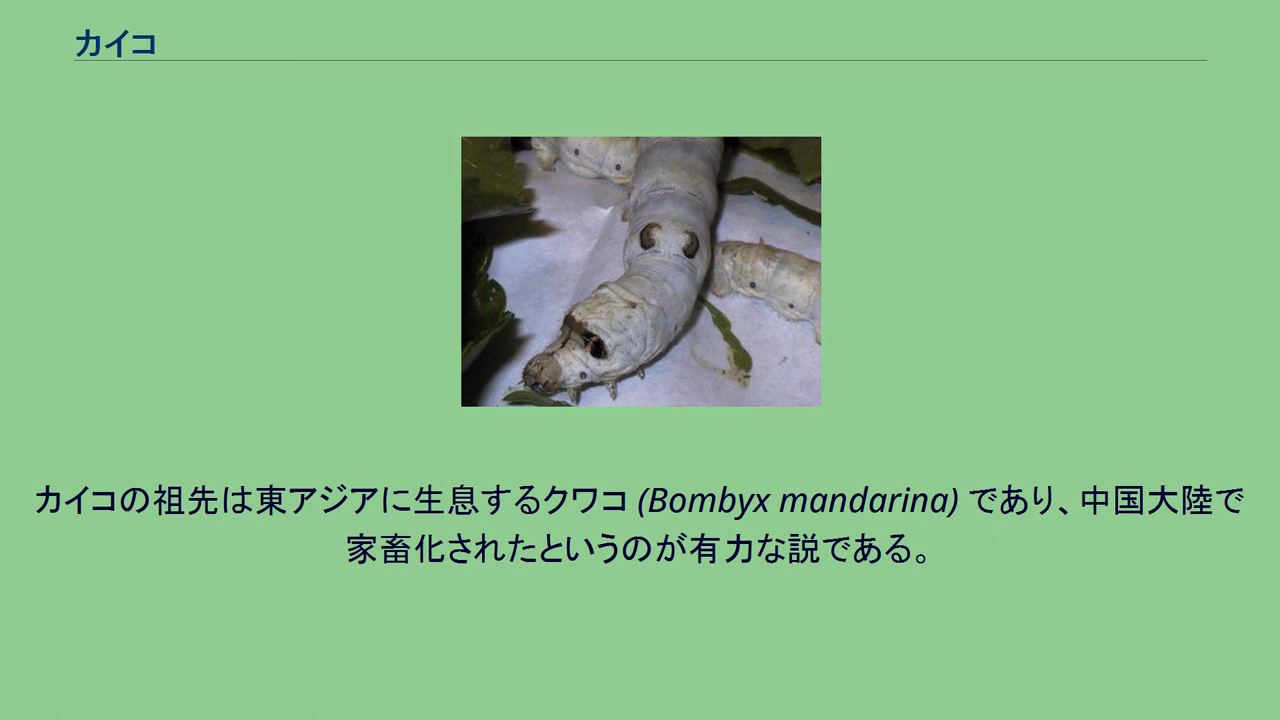 カイコ
カイコの祖先は東アジアに生息するクワコ (Bombyx mandarina) であり、中国大陸で
家畜化されたというのが有力な説である。